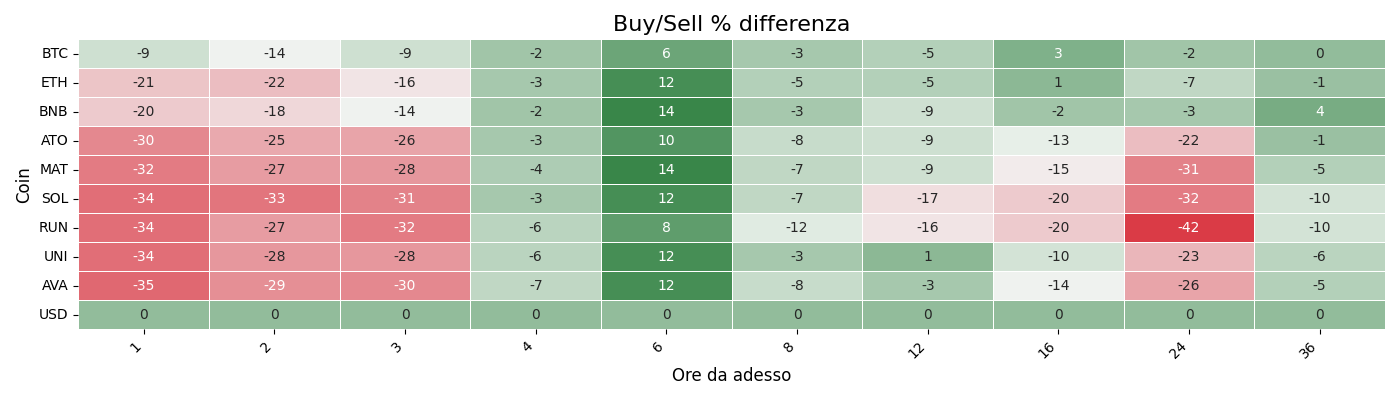 Buy/Sell % differenza
Coin
BTC -9 -14 -9 -2 6 -3 -5 3 -2 0
ETH -21 -22 -16 -3 12 -5 -5 1 -7 -1
BNB -20 -18 -14 -2 14 -3 -9 -2 -3 4
ATO -30 -25 -26 -3 10 -8 -9 -13 -22 -1
MAT -32 -27 -28 -4 14 -7 -9 -15 -31 -5
SOL -34 -33 -31 -3 12 -7 -17 -20 -32 -10
RUN -34 -27 -32 -6 8 -12 -16 -20 -42 -10
UNI -34 -28 -28 -6 12 -3 1 -10 -23 -6
AVA -35 -29 -30 -7 12 -8 -3 -14 -26 -5
USD 0 0 0 0 0 0 0 0 0 0
1 2 3 4 6 8 12 16 24 36
Ore da adesso